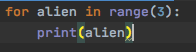 for alien in range(3):
    print(alien)